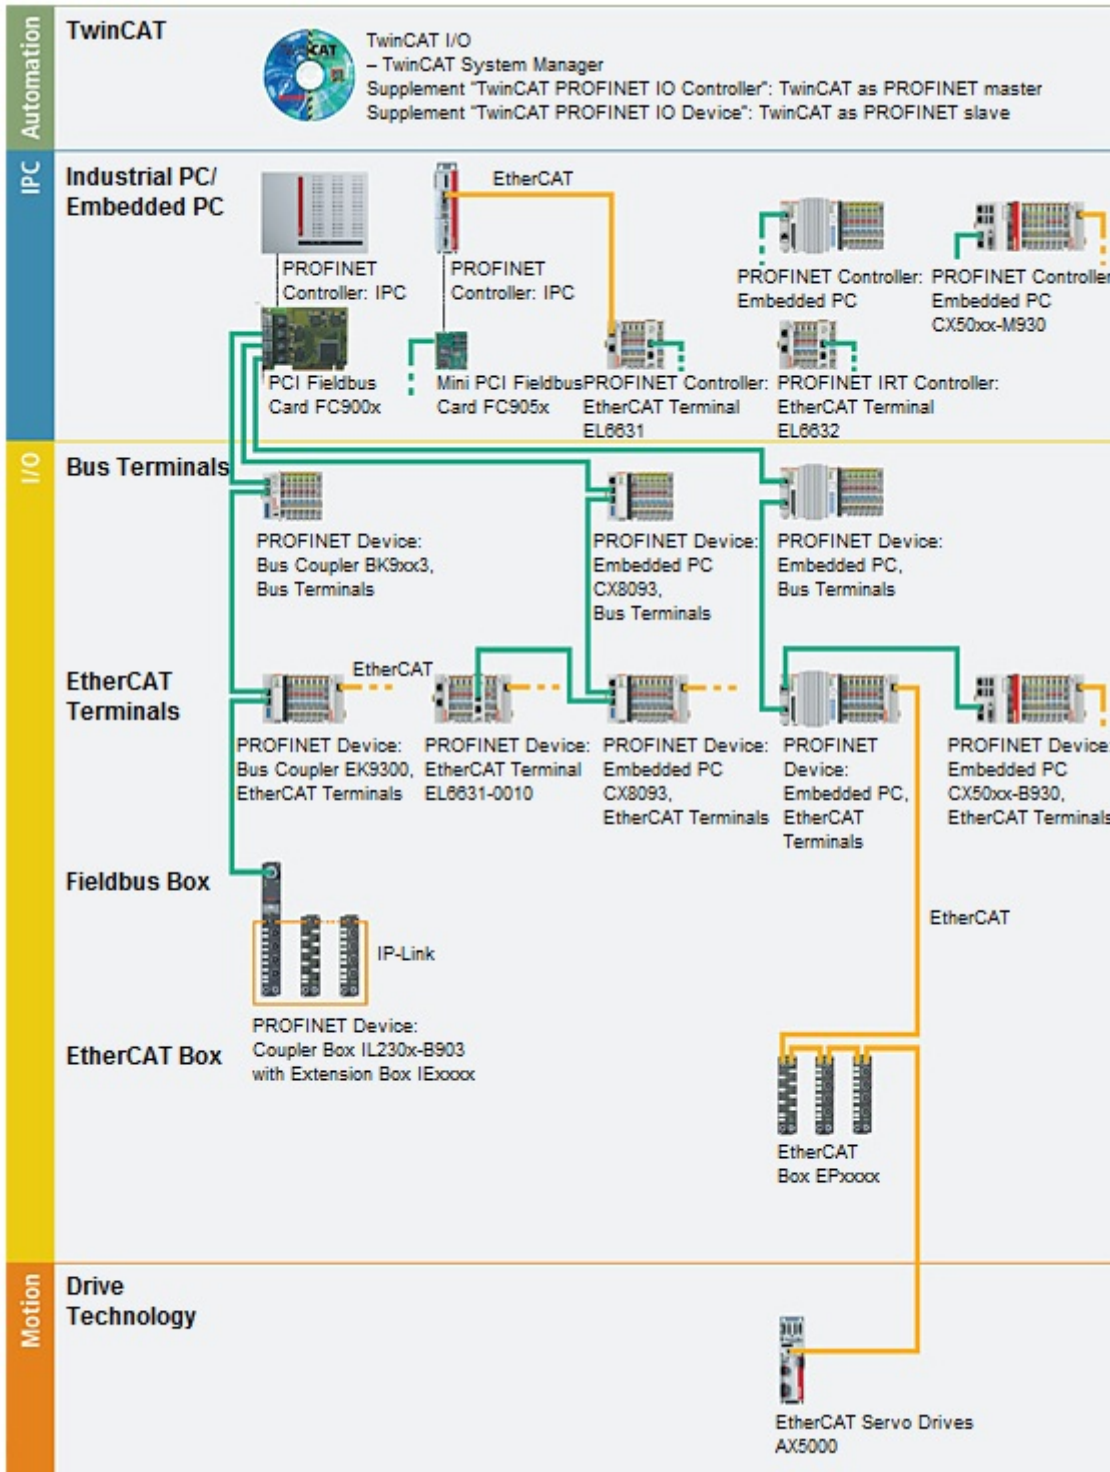 Automation
TwinCAT
TwinCAT
TwinCAT I/O
– TwinCAT System Manager
Supplement "TwinCAT PROFINET IO Controller": TwinCAT as PROFINET master
Supplement "TwinCAT PROFINET IO Device": TwinCAT as PROFINET slave
IPC
Industrial PC/
Embedded PC
EtherCAT
PROFINET
Controller: IPC
PROFINET
Controller: IPC
PROFINET Controller:
Embedded PC
PROFINET Controller
Embedded PC
CX50xx-M930
PCI Fieldbus
Card FC900x
Mini PCI Fieldbus
Card FC905x
PROFINET Controller:
EtherCAT Terminal
EL6631
PROFINET IRT Controller:
EtherCAT Terminal
EL6632
I/O
Bus Terminals
PROFINET Device:
Bus Coupler BK9xx3,
Bus Terminals
PROFINET Device:
Embedded PC
CX8093,
Bus Terminals
PROFINET Device:
Embedded PC,
Bus Terminals
EtherCAT
Terminals
EtherCAT
PROFINET Device:
Bus Coupler EK9300,
EtherCAT Terminals
PROFINET Device:
EtherCAT Terminal
EL6631-0010
PROFINET Device:
Embedded PC
CX8093,
EtherCAT Terminals
PROFINET
Device:
Embedded PC,
EtherCAT
Terminals
PROFINET Device:
Embedded PC
CX50xx-B930,
EtherCAT Terminals
Fieldbus Box
IP-Link
EtherCAT
PROFINET Device:
Coupler Box IL230x-B903
with Extension Box IExxxx
EtherCAT Box
EtherCAT
Box EPxxxx
Motion
Drive
Technology
EtherCAT Servo Drives
AX5000